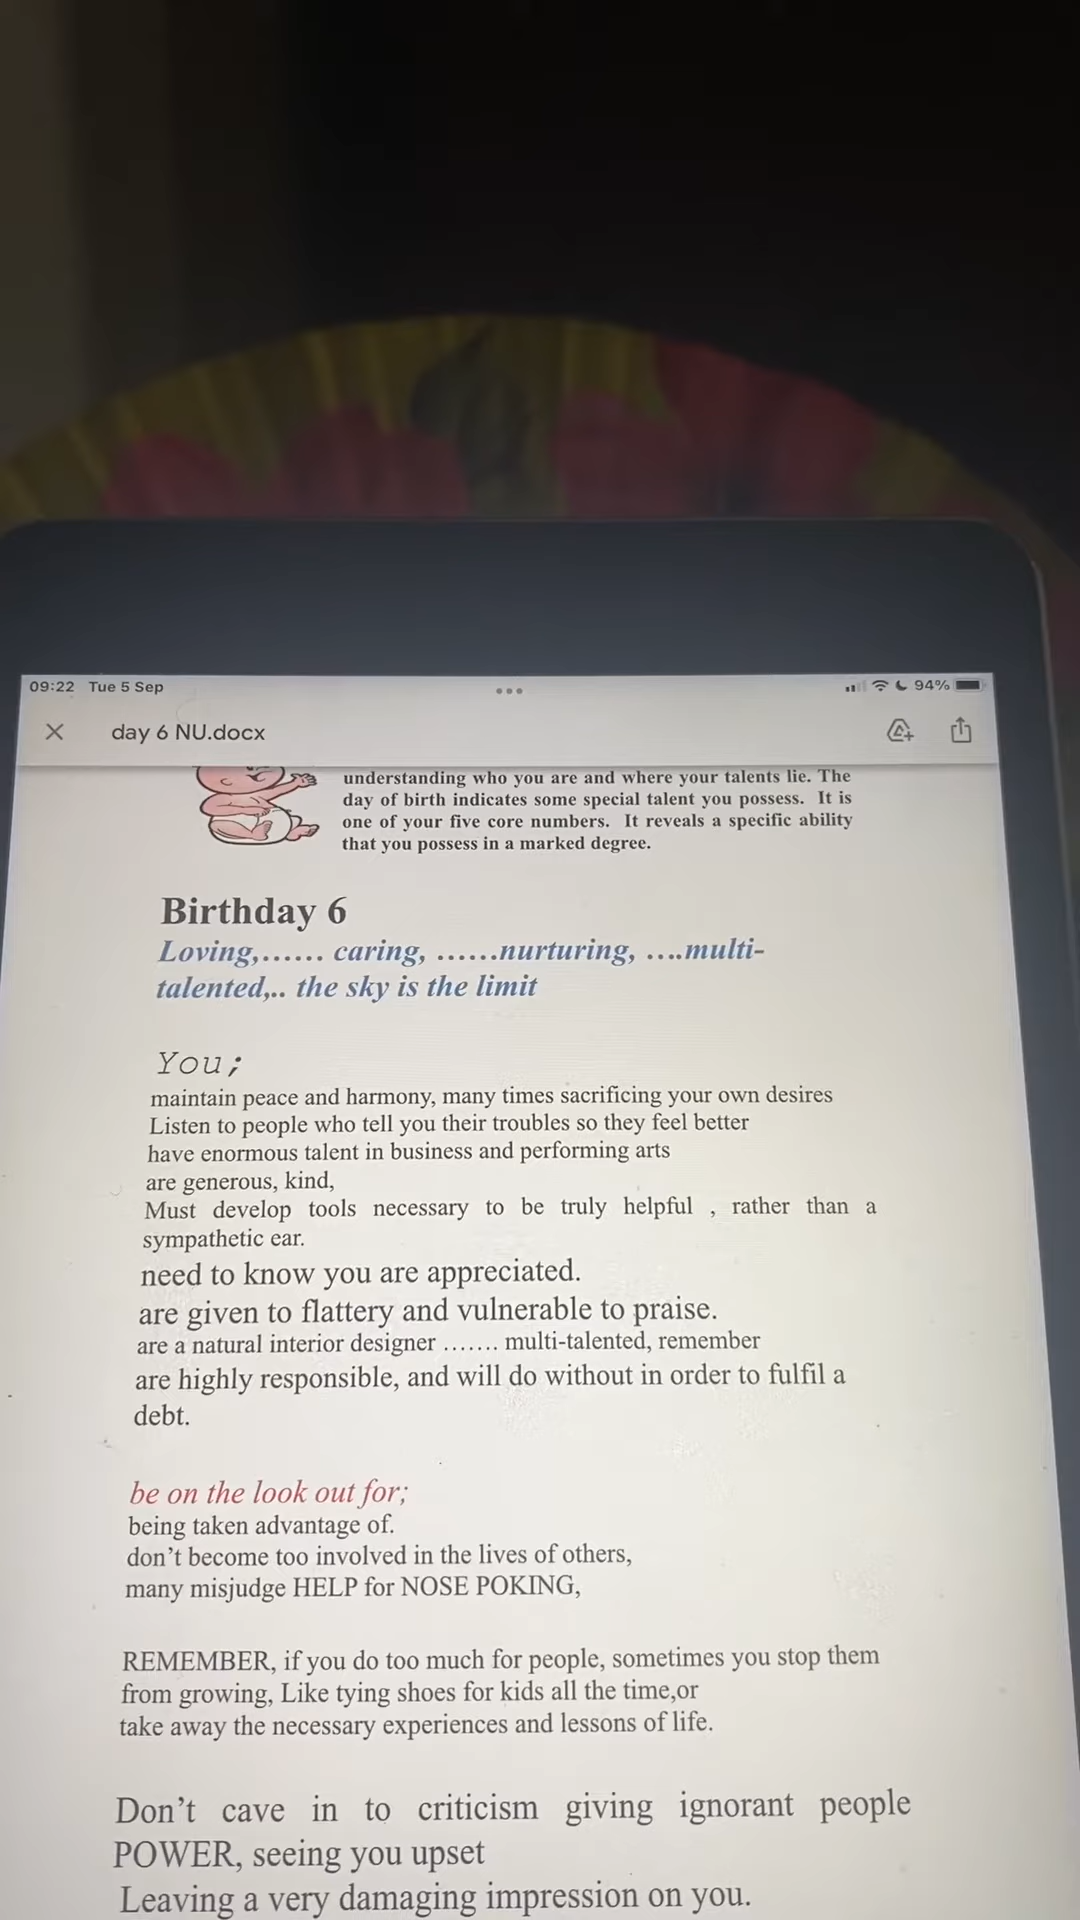 09:22 Tue 5 Sep
94%
day 6 NU.docx
understanding who you are and where your talents lie. The
day of birth indicates some special talent you possess. It is
one of your five core numbers. It reveals a specific ability
that you possess in a marked degree.
Birthday 6
Loving,...... caring, ......nurturing, ....multi-
talented,.. the sky is the limit
You;
maintain peace and harmony, many times sacrificing your own desires
Listen to people who tell you their troubles so they feel better
have enormous talent in business and performing arts
are generous, kind,
Must develop tools necessary to be truly helpful , rather than a
sympathetic ear.
need to know you are appreciated.
are given to flattery and vulnerable to praise.
are a natural interior designer ....... multi-talented, remember
are highly responsible, and will do without in order to fulfil a
debt.
be on the look out for;
being taken advantage of.
don't become too involved in the lives of others,
many misjudge HELP for NOSE POKING,
REMEMBER, if you do too much for people, sometimes you stop them
from growing, Like tying shoes for kids all the time,or
take away the necessary experiences and lessons of life.
Don't cave in to criticism giving ignorant people
POWER, seeing you upset
Leaving a very damaging impression on you.